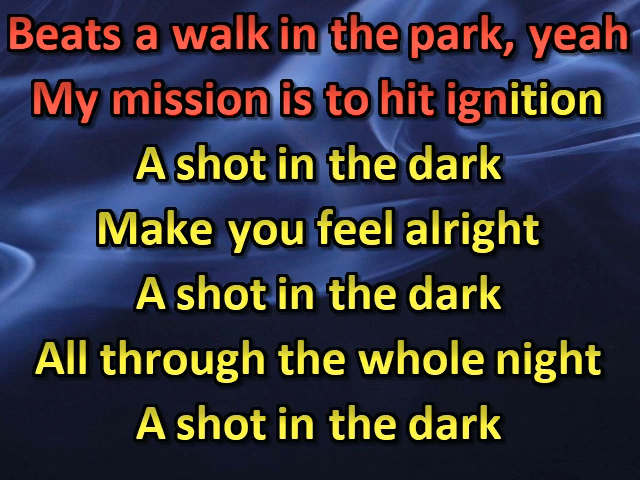 Beats a walk in the park, yeah
My mission is to hit ignition
A shot in the dark
Make you feel alright
A shot in the dark
All through the whole night
A shot in the dark